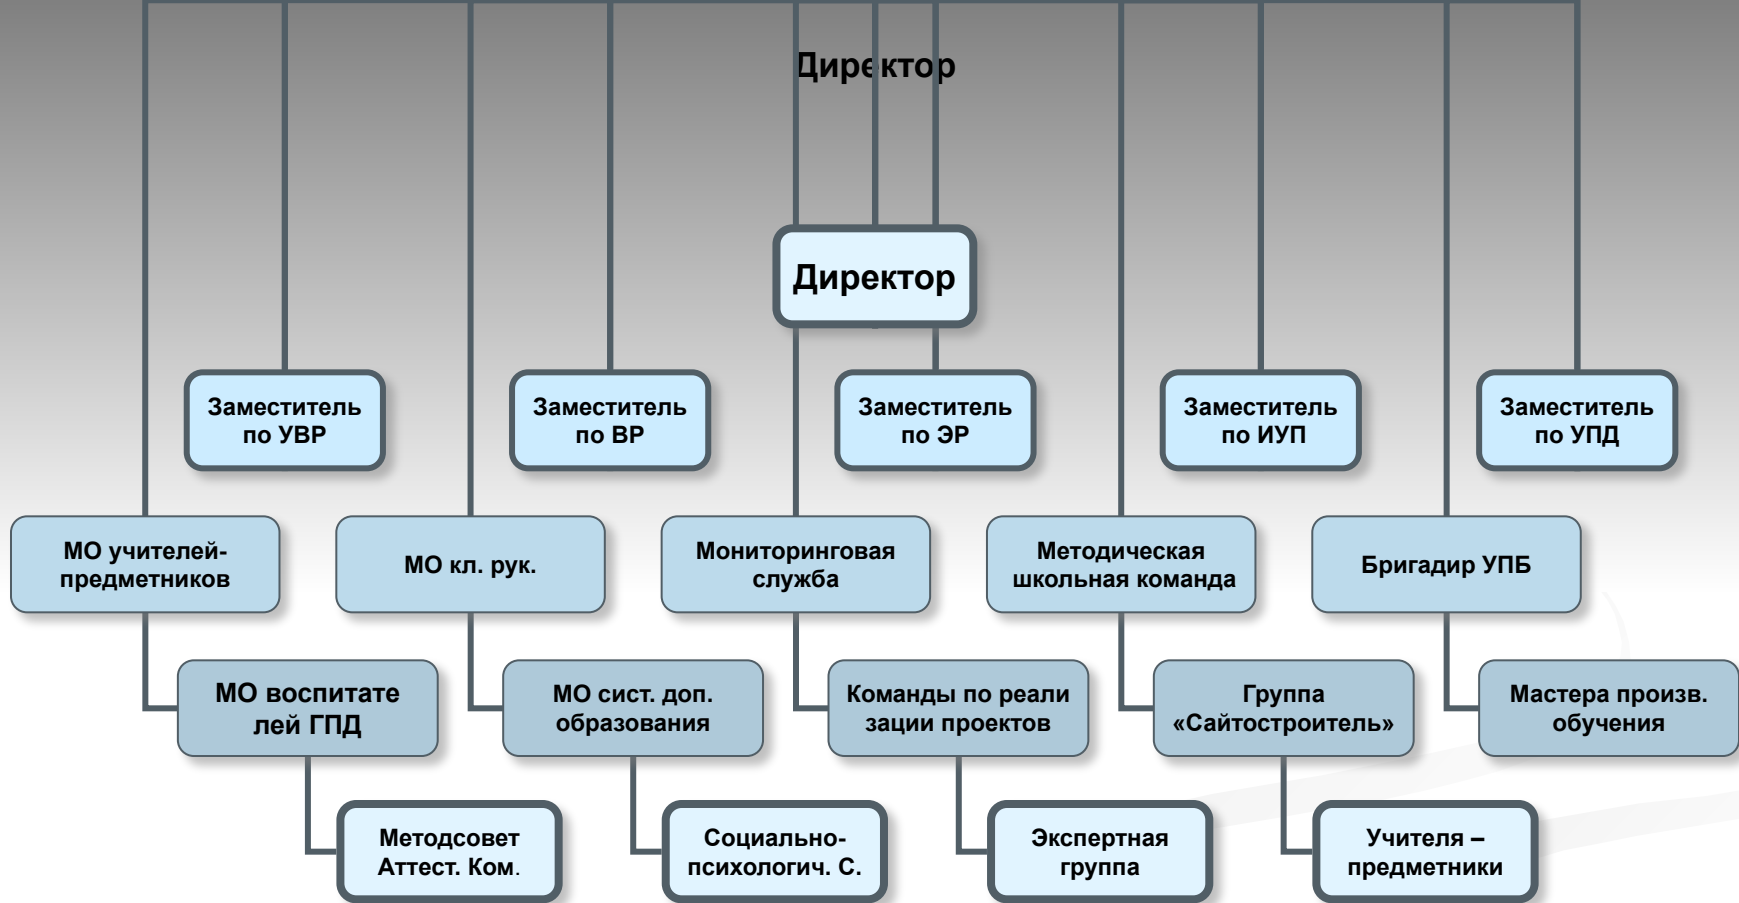 Директор
Директор
Заместитель
по УВР
Заместитель
по ВР
Заместитель
по ЭР
Заместитель
по ИУП
Заместитель
по УПД
МО учителей-
предметников
МО кл. рук.
Мониторинговая
служба
Методическая
школьная команда
Бригадир УПБ
МО воспитате
лей ГПД
МО сист. доп.
образования
Команды по реали
зации проектов
Группа
«Сайтостроитель»
Мастера произв.
обучения
Методсовет
Аттест. Ком.
Социально-
психологич. С.
Экспертная
группа
Учителя –
предметники